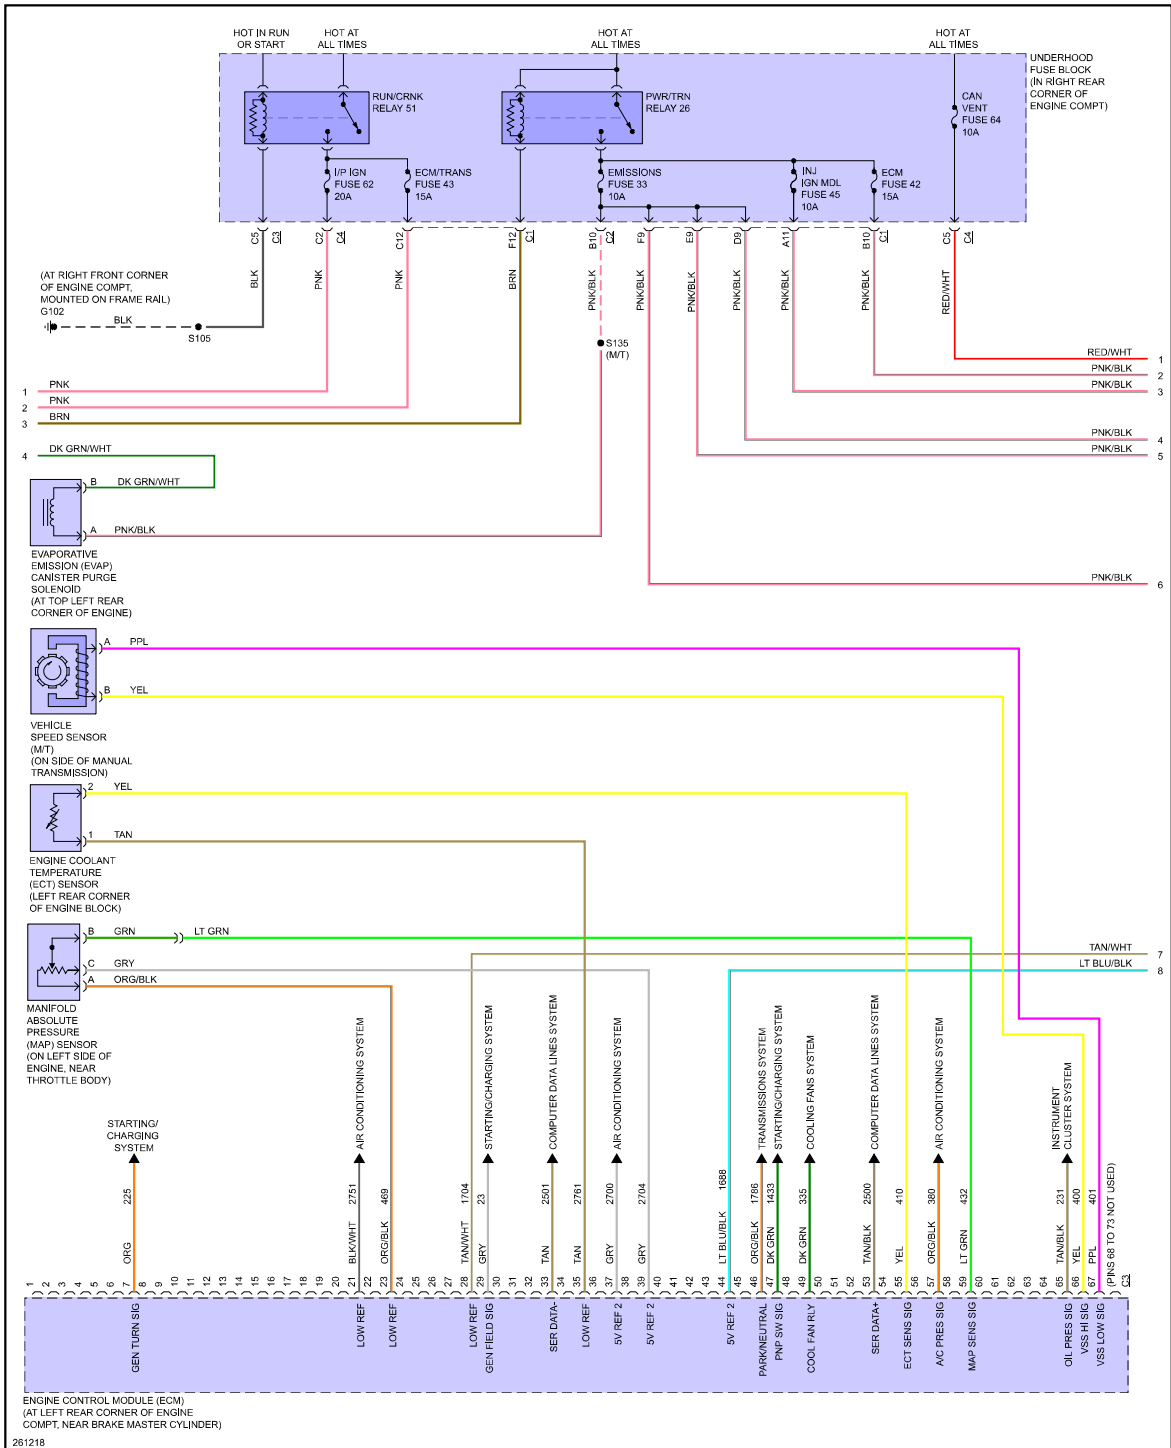 HOT IN RUN
OR START
HOT AT
ALL TIMES
HOT AT
ALL TIMES
HOT AT
ALL TIMES
UNDERHOOD
FUSE BLOCK
(IN RIGHT REAR
CORNER OF
ENGINE COMPT)
RUN/CRNK
RELAY 51
PWR/TRN
RELAY 26
CAN
VENT
FUSE 64
10A
I/P IGN
FUSE 62
20A
ECM/TRANS
FUSE 43
15A
EMISSIONS
FUSE 33
10A
INJ
IGN MDL
FUSE 45
10A
ECM
FUSE 42
15A
C5
C3
C2
C4
C12
F12
C1
B10
C2
F9
E9
D9
A11
B10
C1
C5
C4
BLK
PNK
PNK
BRN
PNK/BLK
PNK/BLK
PNK/BLK
PNK/BLK
PNK/BLK
PNK/BLK
RED/WHT
(AT RIGHT FRONT CORNER
OF ENGINE COMPT,
MOUNTED ON FRAME RAIL)
G102
BLK
S105
S135
(M/T)
RED/WHT 1
PNK/BLK 2
PNK/BLK 3
1 PNK
2 PNK
3 BRN
PNK/BLK 4
PNK/BLK 5
4 DK GRN/WHT
B DK GRN/WHT
A PNK/BLK
EVAPORATIVE
EMISSION (EVAP)
CANISTER PURGE
SOLENOID
(AT TOP LEFT REAR
CORNER OF ENGINE)
PNK/BLK 6
A PPL
B YEL
VEHICLE
SPEED SENSOR
(M/T)
(ON SIDE OF MANUAL
TRANSMISSION)
2 YEL
1 TAN
ENGINE COOLANT
TEMPERATURE
(ECT) SENSOR
(LEFT REAR CORNER
OF ENGINE BLOCK)
B GRN LT GRN
C GRY
A ORG/BLK
TAN/WHT 7
LT BLU/BLK 8
MANIFOLD
ABSOLUTE
PRESSURE
(MAP) SENSOR
(ON LEFT SIDE OF
ENGINE, NEAR
THROTTLE BODY)
STARTING/
CHARGING
SYSTEM
AIR CONDITIONING SYSTEM
STARTING/CHARGING SYSTEM
COMPUTER DATA LINES SYSTEM
AIR CONDITIONING SYSTEM
TRANSMISSIONS SYSTEM
STARTING/CHARGING SYSTEM
COOLING FANS SYSTEM
COMPUTER DATA LINES SYSTEM
AIR CONDITIONING SYSTEM
INSTRUMENT
CLUSTER SYSTEM
225
2751
469
1704
23
2501
2761
2700
2704
1688
1786
1433
335
2500
410
380
432
231
400
401
ORG
BLK/WHT
ORG/BLK
TAN/WHT
GRY
TAN
TAN
GRY
GRY
LT BLU/BLK
ORG/BLK
DK GRN
DK GRN
TAN/BLK
YEL
ORG/BLK
LT GRN
TAN/BLK
YEL
PPL
(PINS 68 TO 73 NOT USED)
1 2 3 4 5 6 7 8 9 10 11 12 13 14 15 16 17 18 19 20 21 22 23 24 25 26 27 28 29 30 31 32 33 34 35 36 37 38 39 40 41 42 43 44 45 46 47 48 49 50 51 52 53 54 55 56 57 58 59 60 61 62 63 64 65 66 67 C3
GEN TURN SIG
LOW REF
LOW REF
LOW REF
GEN FIELD SIG
SER DATA-
LOW REF
5V REF 2
5V REF 2
5V REF 2
PARK/NEUTRAL
PNP SW SIG
COOL FAN RLY
SER DATA+
ECT SENS SIG
A/C PRES SIG
MAP SENS SIG
OIL PRES SIG
VSS HI SIG
VSS LOW SIG
ENGINE CONTROL MODULE (ECM)
(AT LEFT REAR CORNER OF ENGINE
COMPT, NEAR BRAKE MASTER CYLINDER)
261218